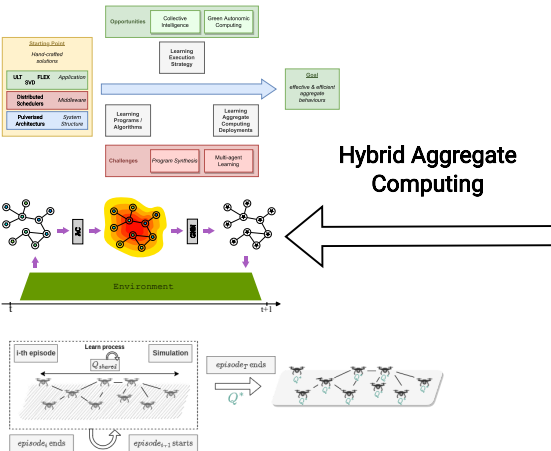 Opportunities
Collective
Intelligence
Green Autonomic
Computing
Starting Point
Hand-crafted
solutions
ULT FLEX
SVD
Application
Distributed
Schedulers
Middleware
Pulverised
Architecture
System
Structure
Learning
Execution
Strategy
Goal
effective & efficient
aggregate
behaviours
Learning
Programs /
Algorithms
Learning
Aggregate
Computing
Deployments
Challenges
Program Synthesis
Multi-agent
Learning
Hybrid Aggregate
Computing
AC
GNN
Environment
t
t+1
Learn process
i-th episode
Q_shared
Simulation
episode_T ends
Q*
episode_i ends
episode_{i+1} starts
Q* Q* Q* Q*
Q* Q* Q* Q*